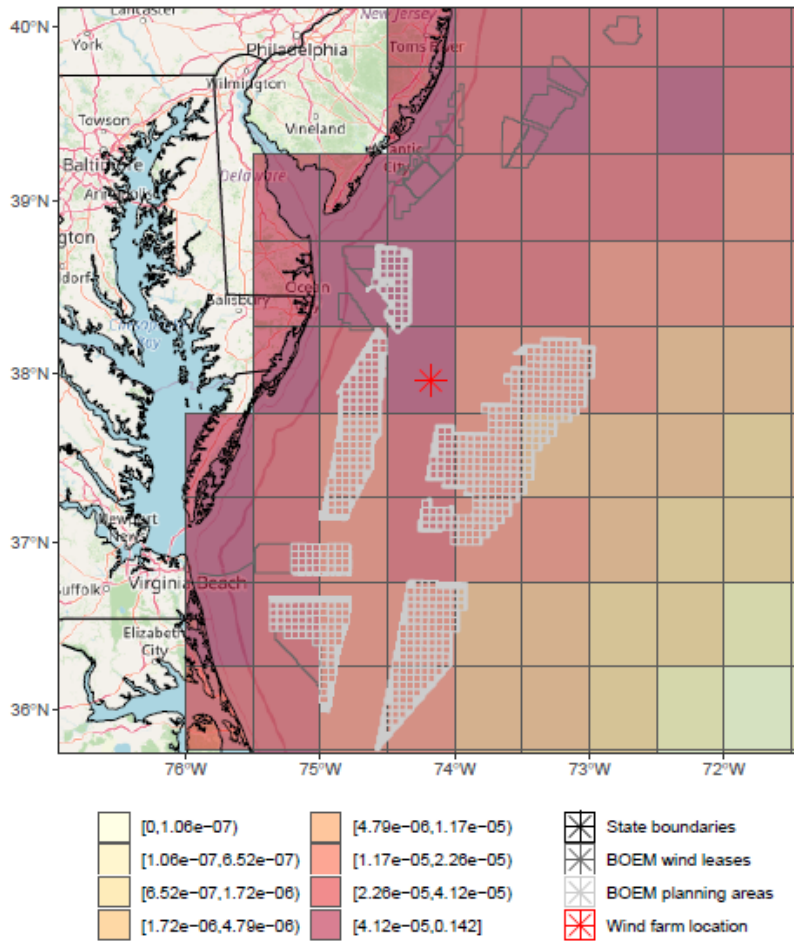 Lancaster
New Jersey
40°N
York
Philadelphia
Toms River
Wilmington
Towson
Vineland
Baltimore
Atlantic
City
Delaware
39°N
gton
Ocean
Salisbury
Bay
38°N
37°N
Virginia Beach
Suffolk
Elizabeth
City
36°N
76°W
75°W
74°W
73°W
72°W
[0,1.06e−07)
[1.06e−07,6.52e−07)
[6.52e−07,1.72e−06)
[1.72e−06,4.79e−06)
[4.79e−06,1.17e−05)
[1.17e−05,2.26e−05)
[2.26e−05,4.12e−05)
[4.12e−05,0.142]
State boundaries
BOEM wind leases
BOEM planning areas
Wind farm location